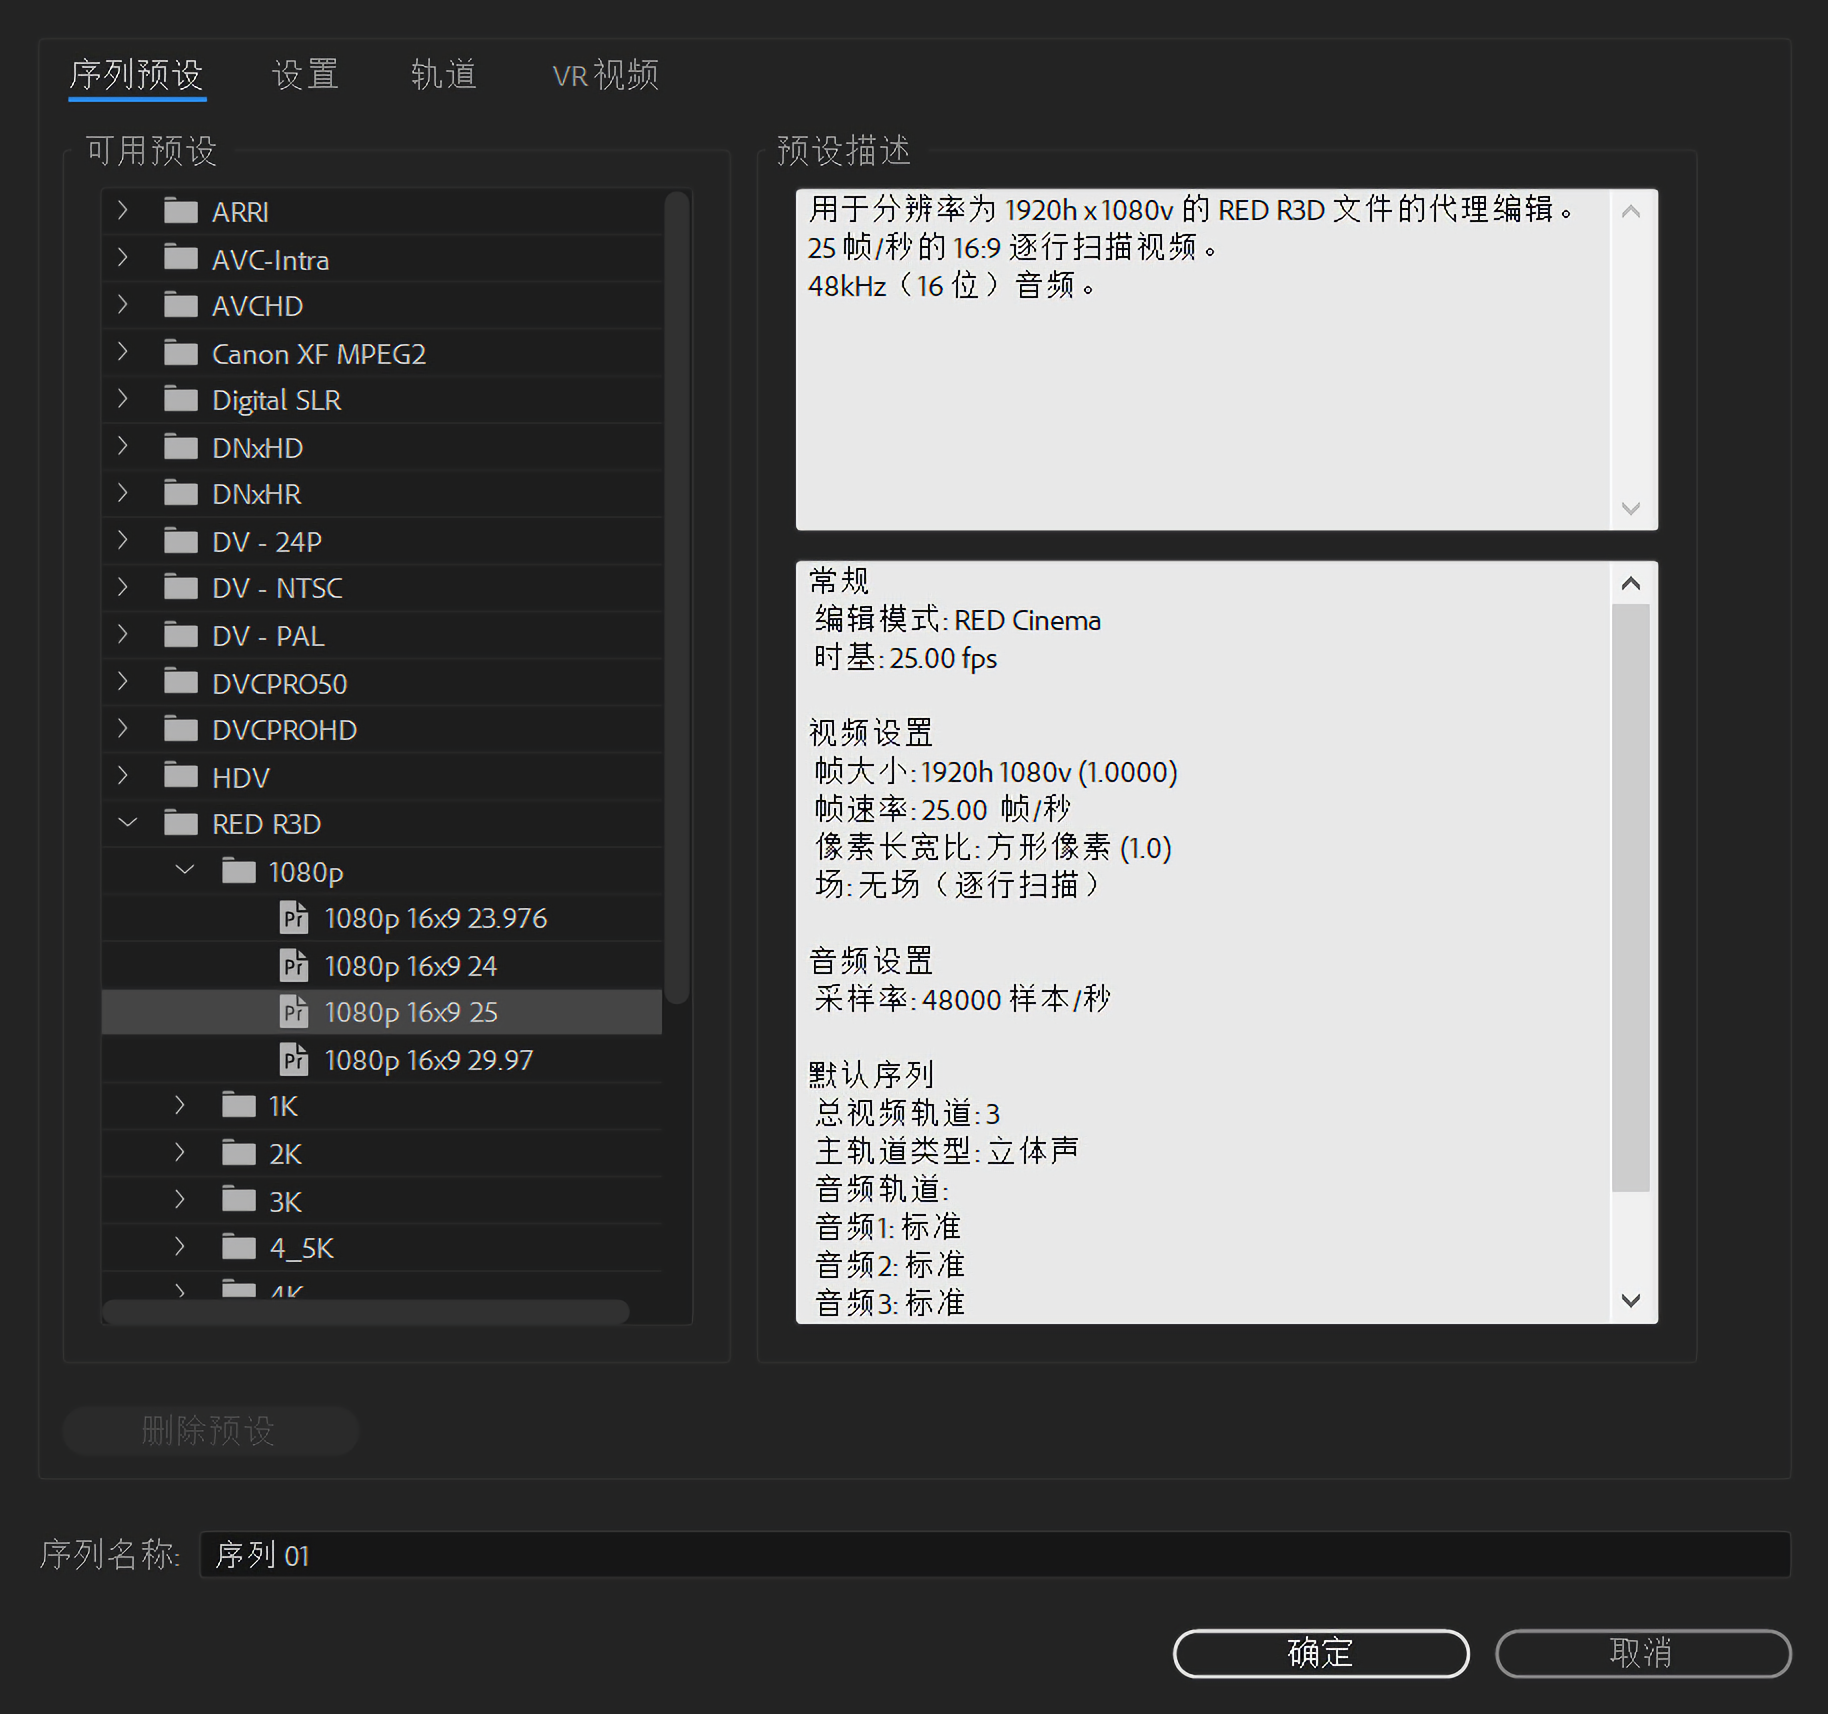 序列预设
设置
轨道
VR 视频
可用预设
ARRI
AVC-Intra
AVCHD
Canon XF MPEG2
Digital SLR
DNxHD
DNxHR
DV - 24P
DV - NTSC
DV - PAL
DVCPRO50
DVCPROHD
HDV
RED R3D
1080p
Pr 1080p 16x9 23.976
Pr 1080p 16x9 24
Pr 1080p 16x9 25
Pr 1080p 16x9 29.97
1K
2K
3K
4_5K
4K
预设描述
用于分辨率为 1920h x 1080v 的 RED R3D 文件的代理编辑。
25 帧/秒的 16:9 逐行扫描视频。
48kHz（16 位）音频。
常规
编辑模式: RED Cinema
时基: 25.00 fps
视频设置
帧大小: 1920h 1080v (1.0000)
帧速率: 25.00 帧/秒
像素长宽比: 方形像素 (1.0)
场: 无场（逐行扫描）
音频设置
采样率: 48000 样本/秒
默认序列
总视频轨道: 3
主轨道类型: 立体声
音频轨道:
音频1: 标准
音频2: 标准
音频3: 标准
删除预设
序列名称: 序列 01
确定
取消